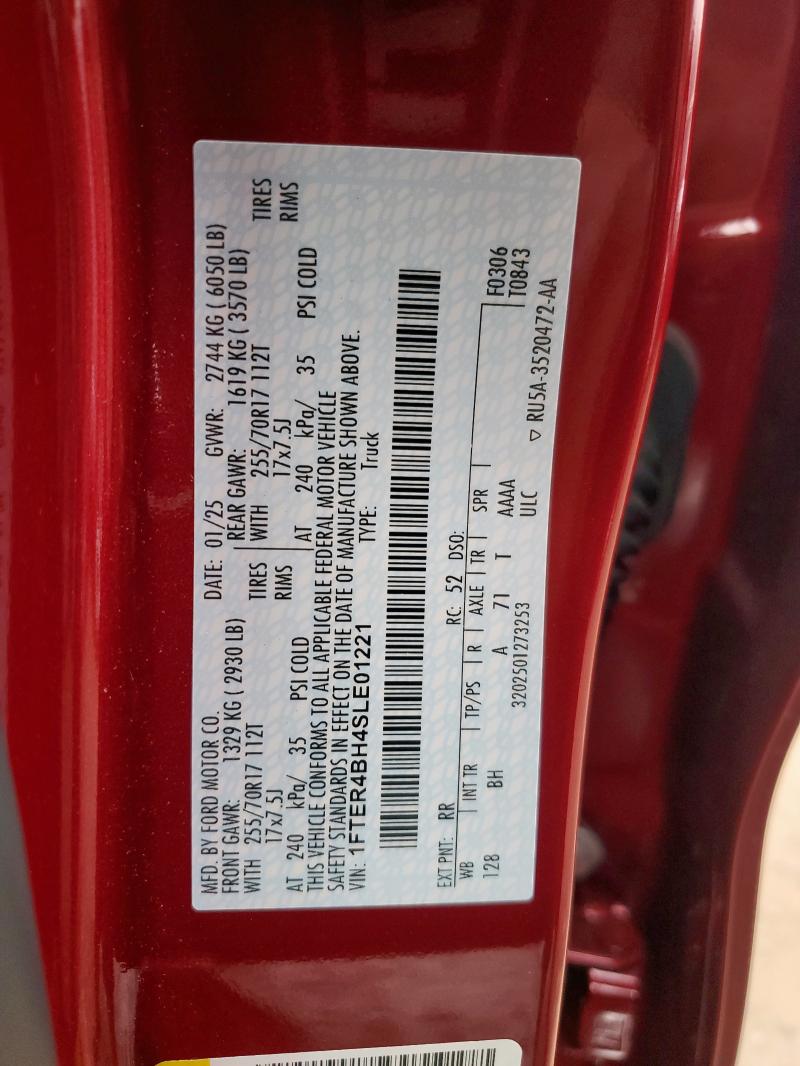 MFD. BY FORD MOTOR CO.
DATE: 01/25 GVWR: 2744 KG ( 6050 LB)
FRONT GAWR: 1329 KG ( 2930 LB) REAR GAWR: 1619 KG ( 3570 LB)
WITH 255/70R17 112T TIRES WITH 255/70R17 112T TIRES
17x7.5J RIMS 17x7.5J RIMS
AT 240 kPa/ 35 PSI COLD AT 240 kPa/ 35 PSI COLD
THIS VEHICLE CONFORMS TO ALL APPLICABLE FEDERAL MOTOR VEHICLE
SAFETY STANDARDS IN EFFECT ON THE DATE OF MANUFACTURE SHOWN ABOVE.
VIN: 1FTER4BH4SLE01221 TYPE: Truck
EXT PNT: RR RC: 52 DSO: F0306
WB INT TR TP/PS R AXLE TR SPR T0843
128 BH A 71 T AAAA
3202501273253 ULC
▽ RU5A-3520472-AA